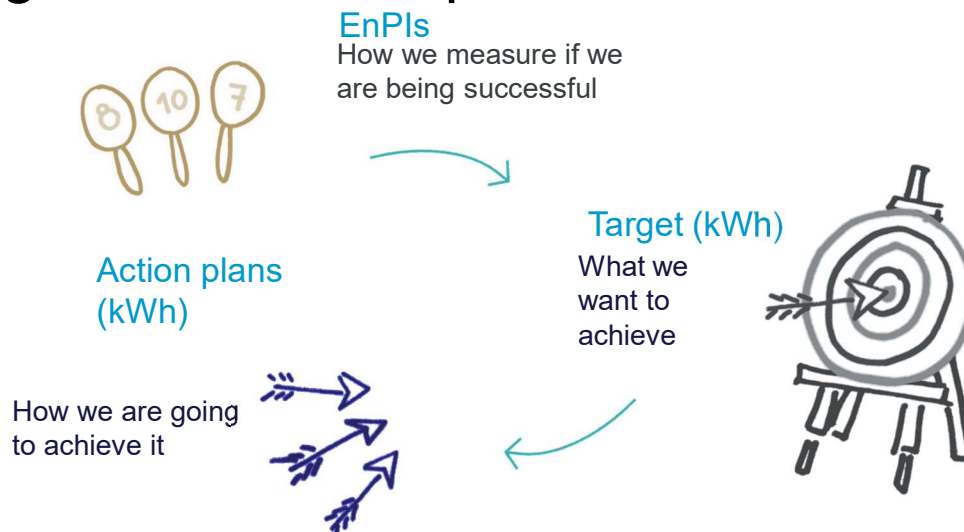 EnPIs
How we measure if we
are being successful
8
10
7
Target (kWh)
What we
want to
achieve
Action plans
(kWh)
How we are going
to achieve it